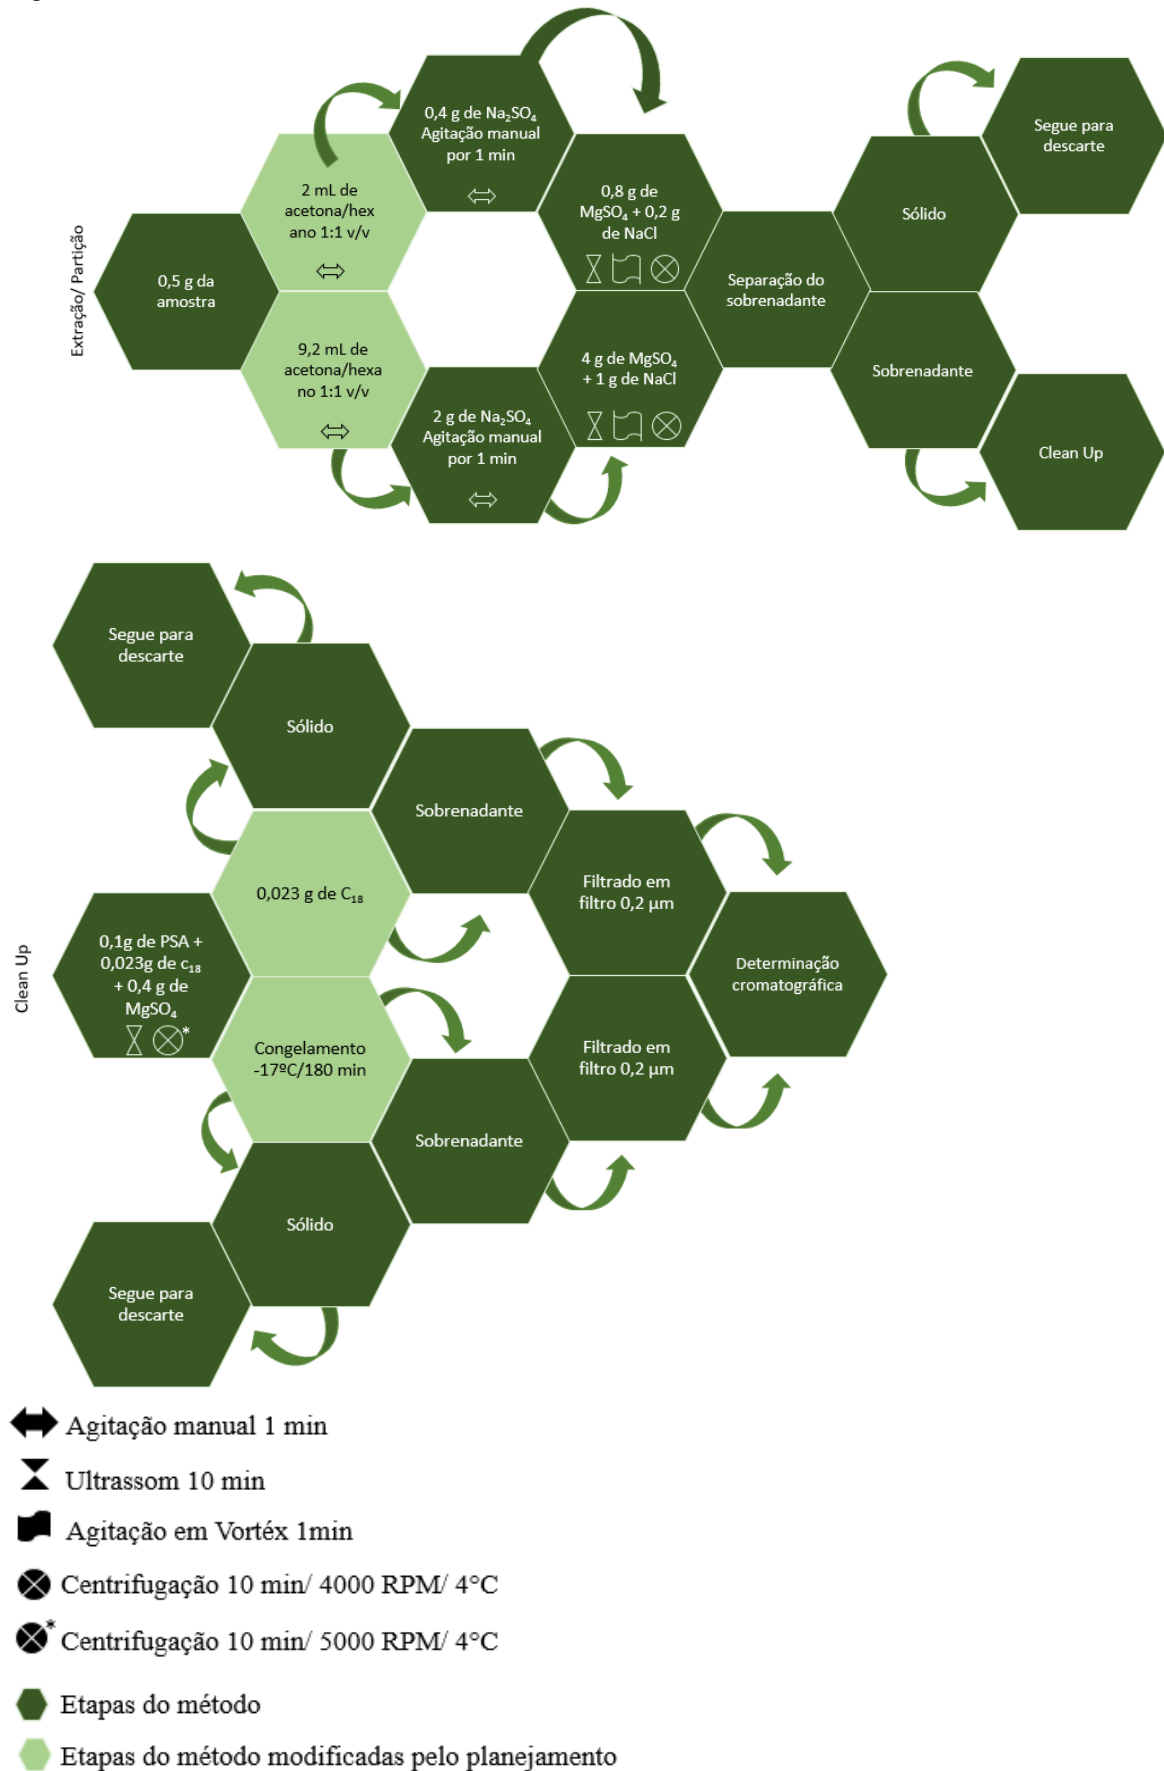 Extração/ Partição
0,5 g da
amostra
2 mL de
acetona/hex
ano 1:1 v/v
9,2 mL de
acetona/hexa
no 1:1 v/v
0,4 g de Na₂SO₄
Agitação manual
por 1 min
2 g de Na₂SO₄
Agitação manual
por 1 min
0,8 g de
MgSO₄ + 0,2 g
de NaCl
4 g de MgSO₄
+ 1 g de NaCl
Separação do
sobrenadante
Sólido
Sobrenadante
Segue para
descarte
Clean Up
Clean Up
Segue para
descarte
Sólido
Sobrenadante
0,023 g de C₁₈
Filtrado em
filtro 0,2 µm
0,1g de PSA +
0,023g de c₁₈
+ 0,4 g de
MgSO₄
*
Determinação
cromatográfica
Congelamento
-17ºC/180 min
Filtrado em
filtro 0,2 µm
Sobrenadante
Sólido
Segue para
descarte
Agitação manual 1 min
Ultrassom 10 min
Agitação em Vortéx 1min
Centrifugação 10 min/ 4000 RPM/ 4°C
* Centrifugação 10 min/ 5000 RPM/ 4°C
Etapas do método
Etapas do método modificadas pelo planejamento